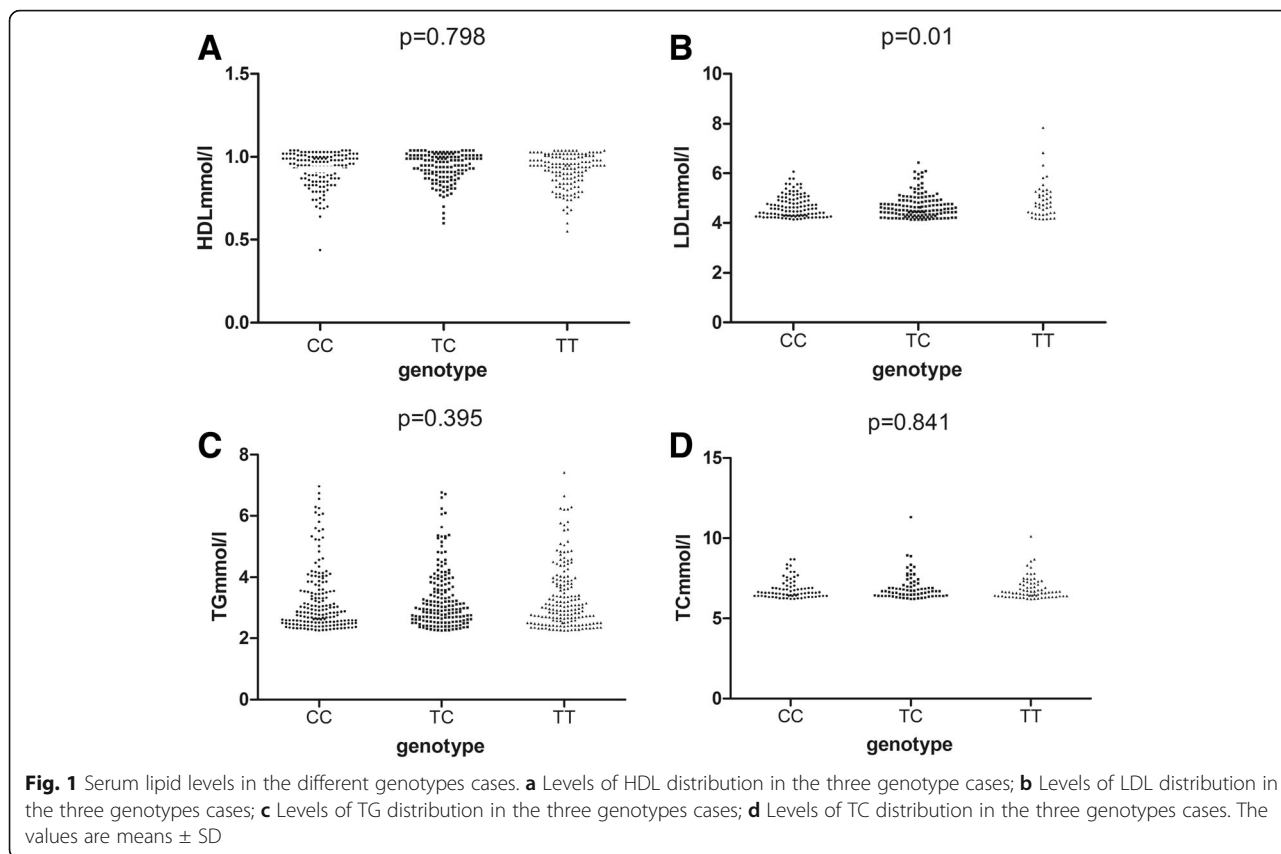 A
p=0.798
1.5
1.0
0.5
0.0
HDLmmol/l
CC TC TT
genotype
B
p=0.01
10
8
6
4
2
0
LDLmmol/l
CC TC TT
genotype
C
p=0.395
8
6
4
2
0
TGmmol/l
CC TC TT
genotype
D
p=0.841
15
10
5
0
TCmmol/l
CC TC TT
genotype
Fig. 1 Serum lipid levels in the different genotypes cases. a Levels of HDL distribution in the three genotype cases; b Levels of LDL distribution in
the three genotypes cases; c Levels of TG distribution in the three genotypes cases; d Levels of TC distribution in the three genotypes cases. The
values are means ± SD